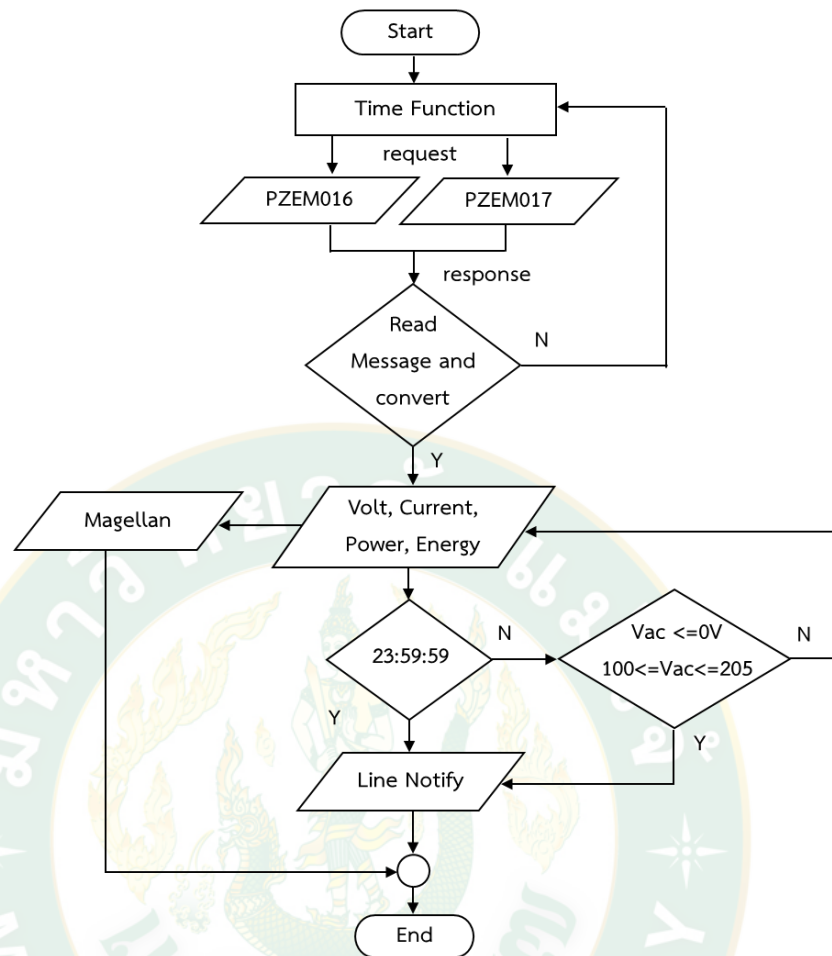 Start
Time Function
request
PZEM016
PZEM017
response
Read
Message and
convert
N
Y
Magellan
Volt, Current,
Power, Energy
23:59:59
N
Vac <=0V
100<=Vac<=205
N
Y
Y
Line Notify
End